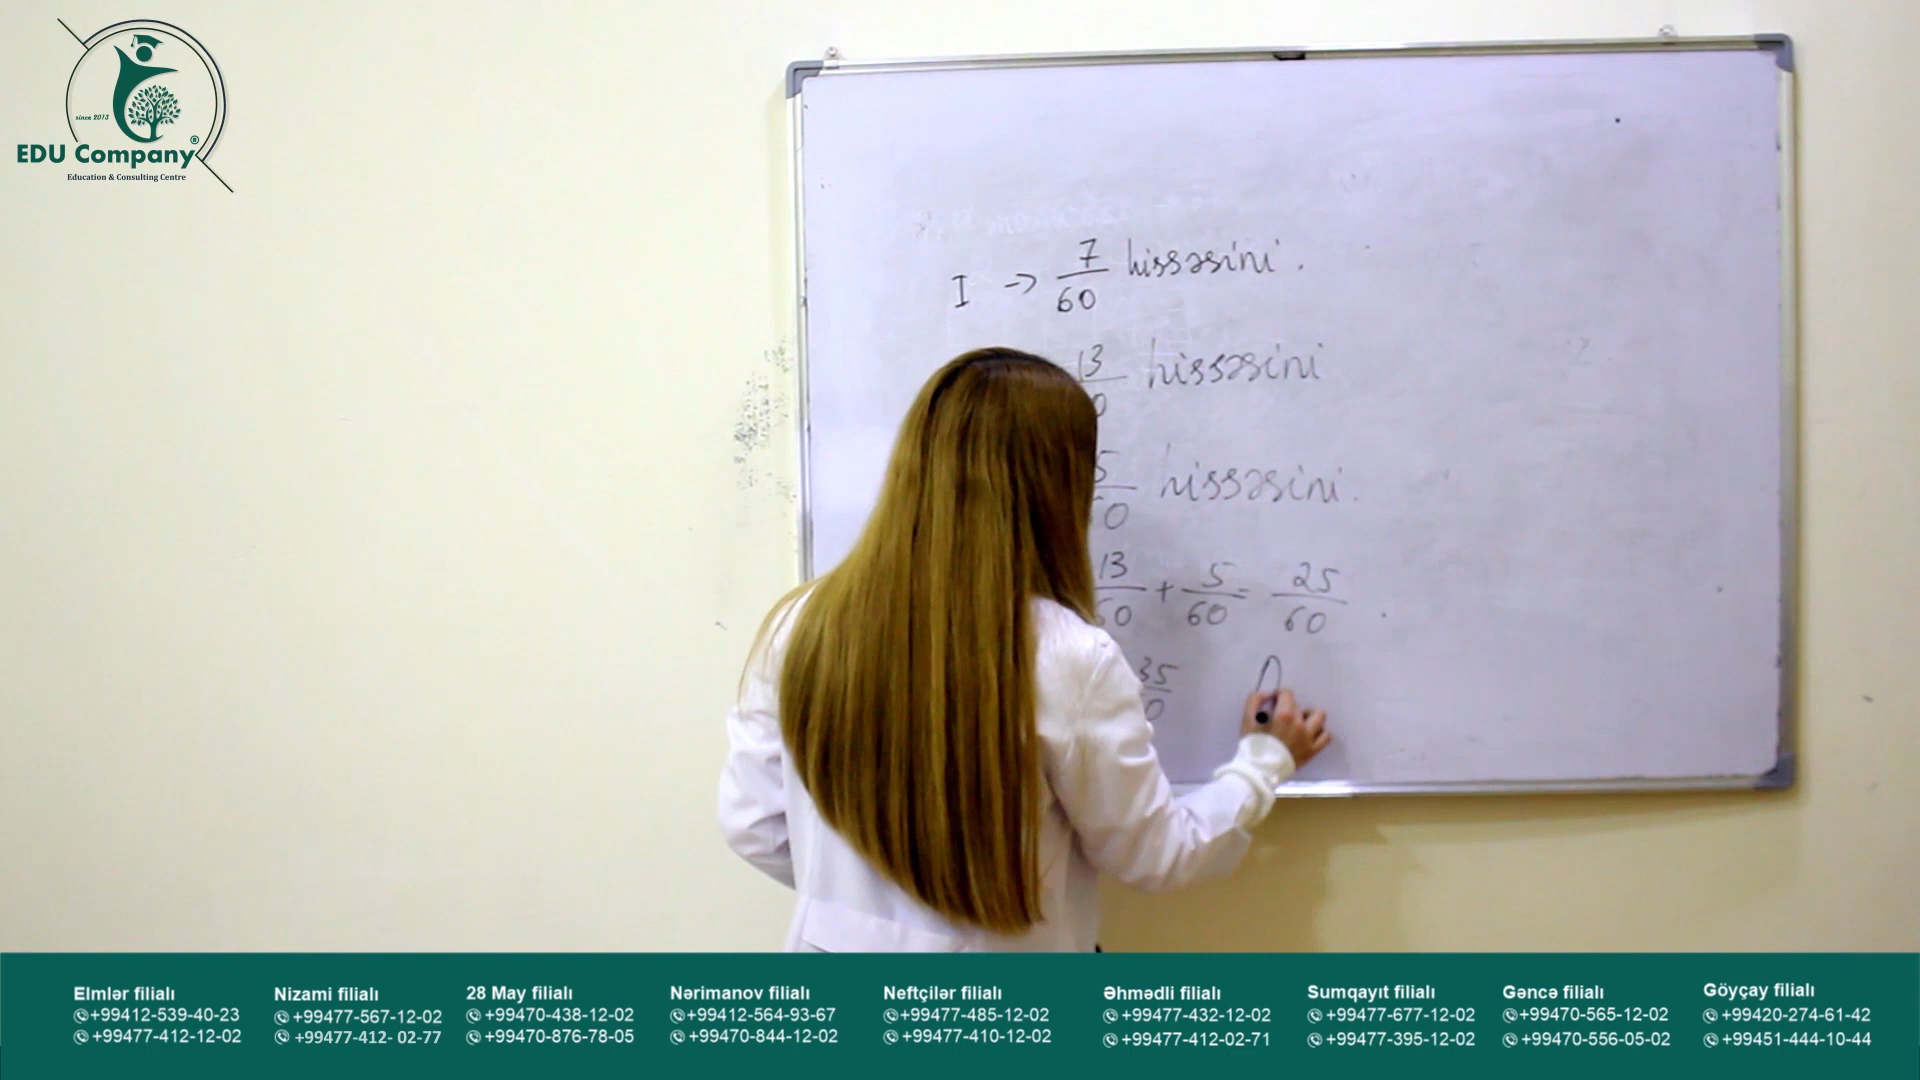 since 2013
EDU Company®
Education & Consulting Centre
I -> 7/60 hissəsini.
13 hissəsini
5 hissəsini.
13/60 + 5/60 = 25/60
35
Elmlər filialı
+99412-539-40-23
+99477-412-12-02
Nizami filialı
+99477-567-12-02
+99477-412- 02-77
28 May filialı
+99470-438-12-02
+99470-876-78-05
Nərimanov filialı
+99412-564-93-67
+99470-844-12-02
Neftçilər filialı
+99477-485-12-02
+99477-410-12-02
Əhmədli filialı
+99477-432-12-02
+99477-412-02-71
Sumqayıt filialı
+99477-677-12-02
+99477-395-12-02
Gəncə filialı
+99470-565-12-02
+99470-556-05-02
Göyçay filialı
+99420-274-61-42
+99451-444-10-44